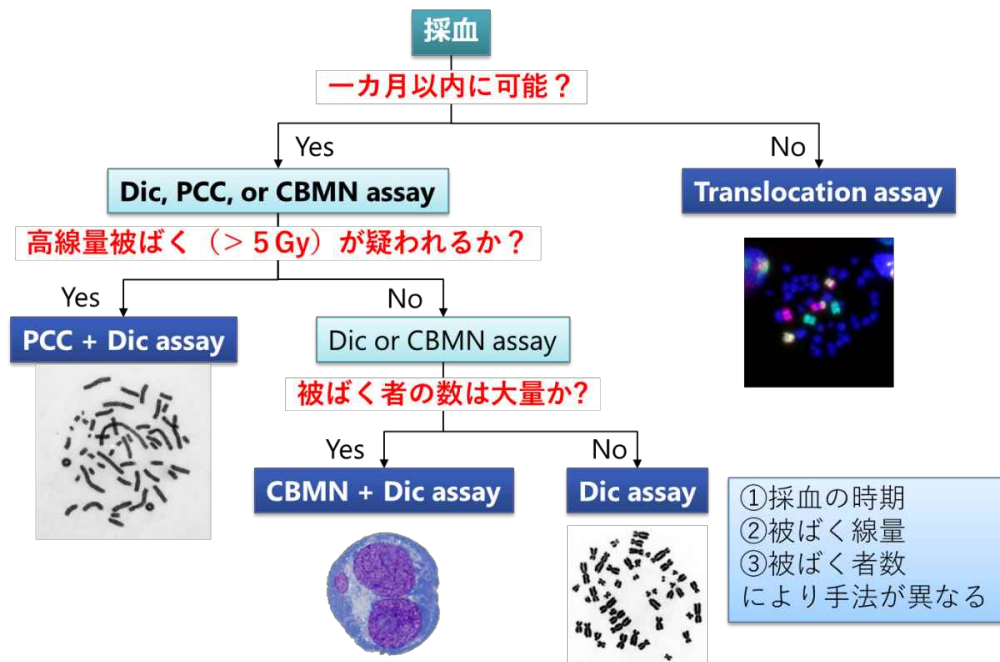 採血
一カ月以内に可能？
Yes
No
Dic, PCC, or CBMN assay
Translocation assay
高線量被ばく（> 5 Gy）が疑われるか？
Yes
No
PCC + Dic assay
Dic or CBMN assay
被ばく者の数は大量か?
Yes
No
CBMN + Dic assay
Dic assay
①採血の時期
②被ばく線量
③被ばく者数
により手法が異なる